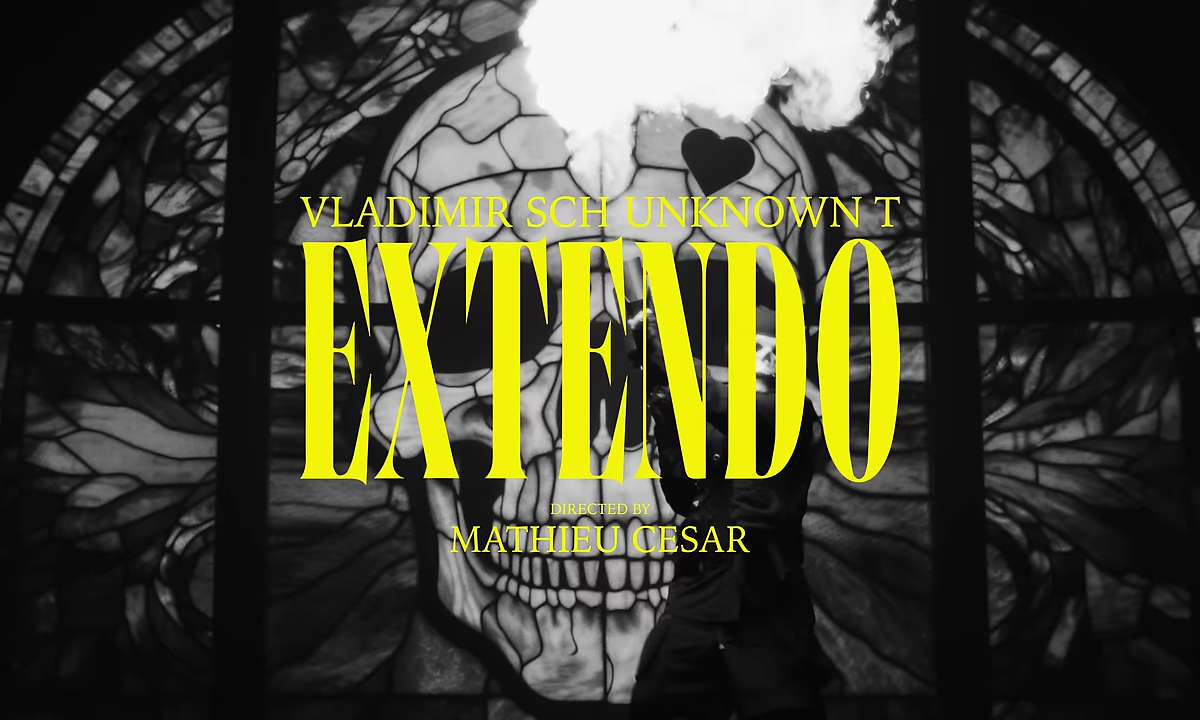 VLADIMIR SCH UNKNOWN T
EXTENDO
DIRECTED BY
MATHIEU CESAR